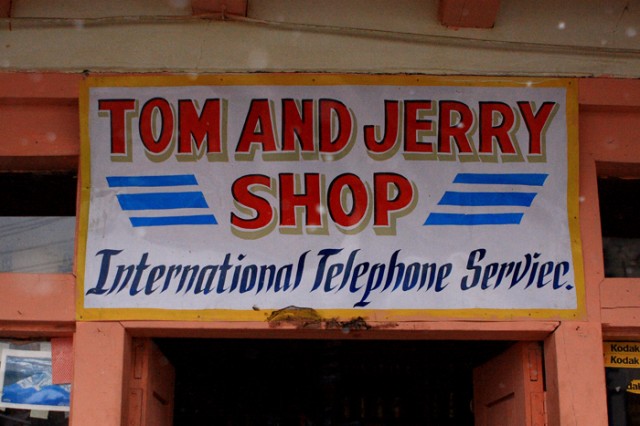 TOM AND JERRY
SHOP
International Telephone Serviec.
Kodak
Kodak